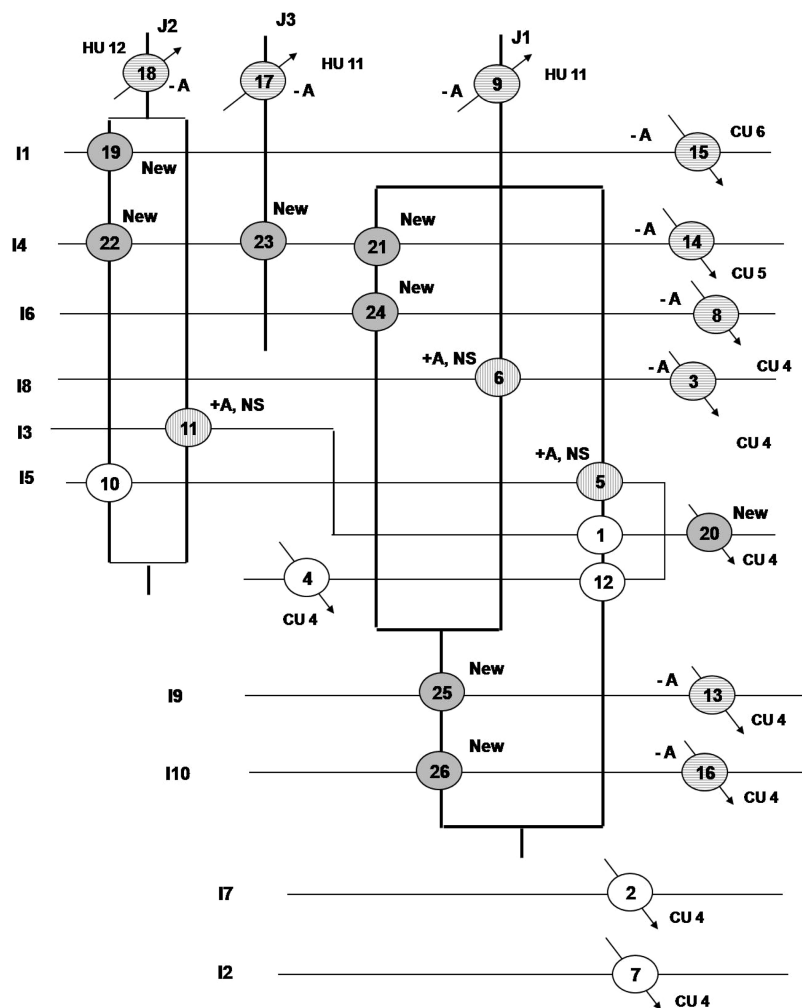 J2
J3
J1
HU 12
18
- A
17
HU 11
- A
- A
9
HU 11
I1
19
New
- A
15
CU 6
I4
22
New
23
New
21
New
- A
14
CU 5
I6
24
New
- A
8
CU 4
I8
+A, NS
6
- A
3
CU 4
I3
11
+A, NS
I5
10
+A, NS
5
1
20
New
CU 4
4
CU 4
12
I9
25
New
- A
13
CU 4
I10
26
New
- A
16
CU 4
I7
2
CU 4
I2
7
CU 4